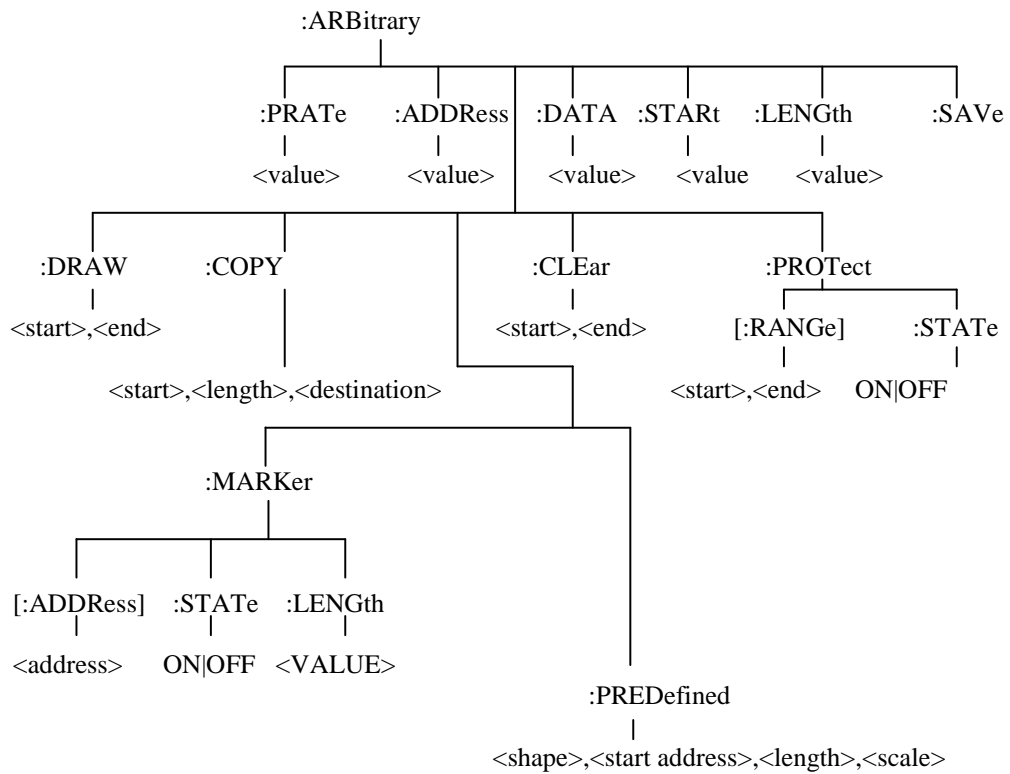 :ARBitrary
:PRATe :ADDRess :DATA :STARt :LENGth :SAVe
<value> <value> <value> <value <value>
:DRAW :COPY :CLEar :PROTect
<start>,<end> <start>,<end> [:RANGe] :STATe
<start>,<length>,<destination> <start>,<end> ON|OFF
:MARKer
[:ADDRess] :STATe :LENGth
<address> ON|OFF <VALUE>
:PREDefined
<shape>,<start address>,<length>,<scale>